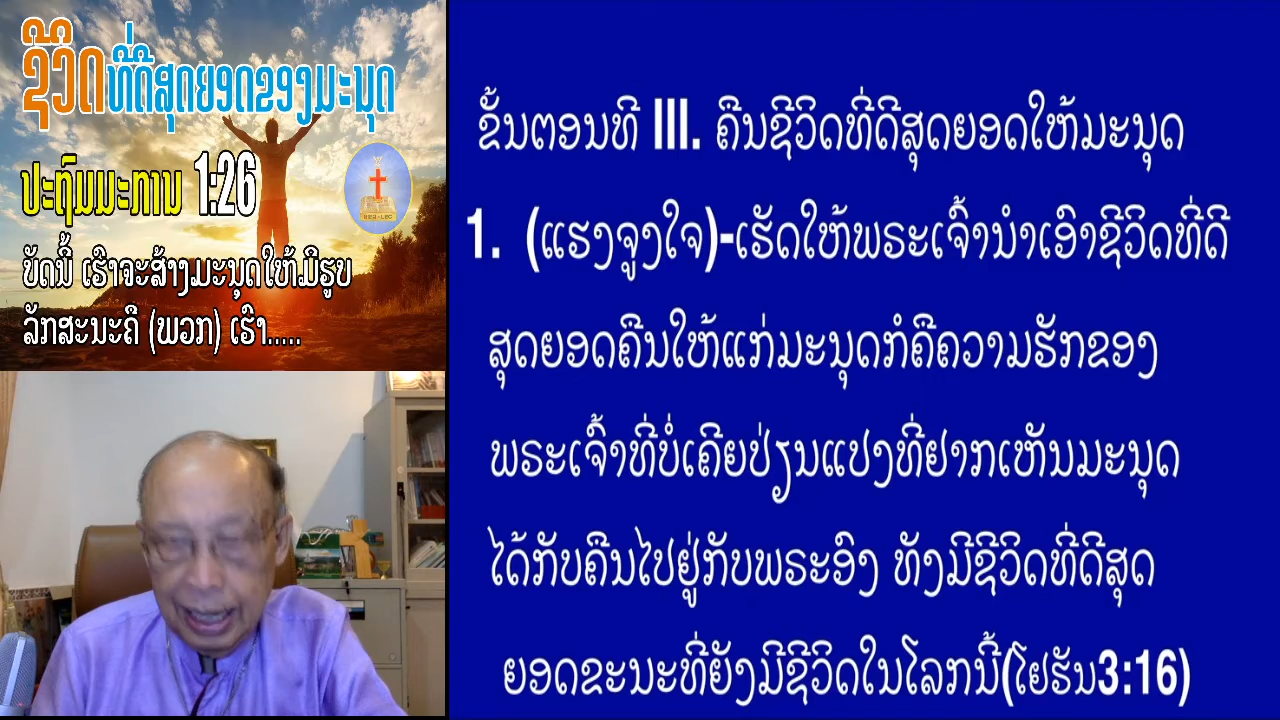 ຊີວິດທີ່ດີສຸດຍອດຂອງມະນຸດ
ປະຖົມມະການ 1:26
ບັດນີ້ ເຮົາຈະສ້າງມະນຸດໃຫ້ມີຮູບ
ລັກສະນະຄື (ພວກ) ເຮົາ.....
ຂັ້ນຕອນທີ III. ຄືນຊີວິດທີ່ດີສຸດຍອດໃຫ້ມະນຸດ
1. (ແຮງຈູງໃຈ)-ເຮັດໃຫ້ພຣະເຈົ້ານຳເອົາຊີວິດທີ່ດີ
ສຸດຍອດຄືນໃຫ້ແກ່ມະນຸດກໍຄືຄວາມຮັກຂອງ
ພຣະເຈົ້າທີ່ບໍ່ເຄີຍປ່ຽນແປງທີ່ຢາກເຫັນມະນຸດ
ໄດ້ກັບຄືນໄປຢູ່ກັບພຣະອົງ ທັງມີຊີວິດທີ່ດີສຸດ
ຍອດຂະນະທີ່ຍັງມີຊີວິດໃນໂລກນີ້(ໂຢຮັນ3:16)